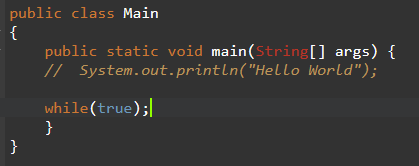 public class Main
{
    public static void main(String[] args) {
    //  System.out.println("Hello World");

    while(true);
    }
}